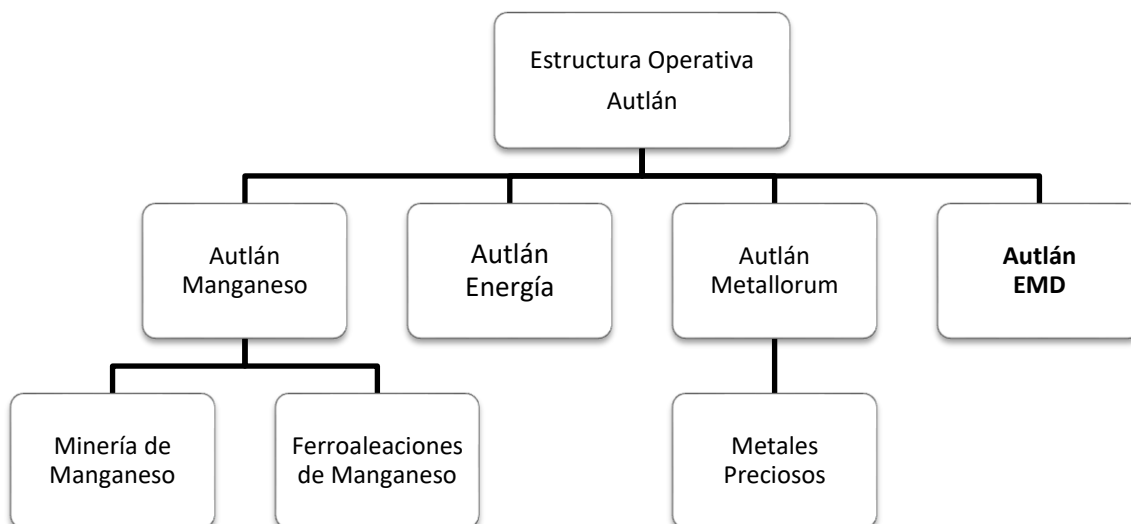 Estructura Operativa
Autlán
Autlán
Manganeso
Autlán
Energía
Autlán
Metallorum
Autlán
EMD
Minería de
Manganeso
Ferroaleaciones
de Manganeso
Metales
Preciosos